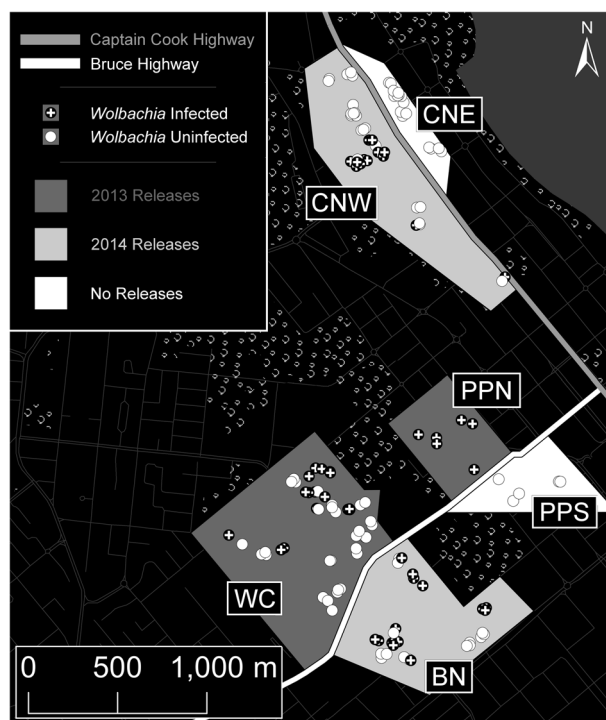 Captain Cook Highway
Bruce Highway
Wolbachia Infected
Wolbachia Uninfected
2013 Releases
2014 Releases
No Releases
N
CNE
CNW
PPN
PPS
WC
BN
0 500 1,000 m